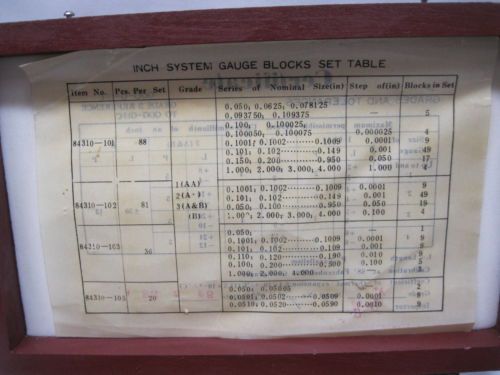 INCH SYSTEM GAUGE BLOCKS SET TABLE
item No. Pcs. Per Set Grade Series of Nominal Size(in) Step of(in) Blocks in Set
0.050, 0.0625, 0.078125
0.093750, 0.109375 — 5
0.100, 0.100025,
0.100050, 0.100075 0.000025 4
84310-101 88 0.1001, 0.1002 0.1009 0.0001 9
0.101, 0.102 0.149 0.001 49
0.150, 0.200 0.950 0.050 17
1.000, 2.000, 3.000, 4.000 1.000 4
1(AA)
0.1001, 0.1002 0.1009 0.0001 9
2(A+)
0.101, 0.102 0.149 0.001 49
84310-102 81 3(A&B) 0.050, 0.100 0.950 0.050 19
(B) 1.000, 2.000, 3.000, 4.000 0.100 4
0.050, — 1
0.1001, 0.1002 0.1009 0.0001 9
84310-103 0.101, 0.102 0.109 0.001
36 0.110, 0.120 0.190 0.010
0.100, 0.200 0.500 0.100 5
1.000, 2.000, 4.000 —
0.050, 0.05005 2
84310-105 20 0.0501, 0.0502 0.0509 0.0001
0.0510, 0.0520 0.0590 0.0010 9